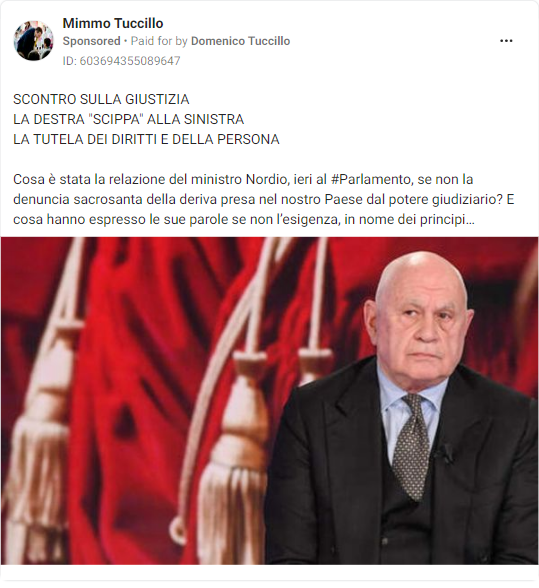 Mimmo Tuccillo
Sponsored • Paid for by Domenico Tuccillo
ID: 603694355089647
SCONTRO SULLA GIUSTIZIA
LA DESTRA "SCIPPA" ALLA SINISTRA
LA TUTELA DEI DIRITTI E DELLA PERSONA
Cosa è stata la relazione del ministro Nordio, ieri al #Parlamento, se non la
denuncia sacrosanta della deriva presa nel nostro Paese dal potere giudiziario? E
cosa hanno espresso le sue parole se non l’esigenza, in nome dei principi...